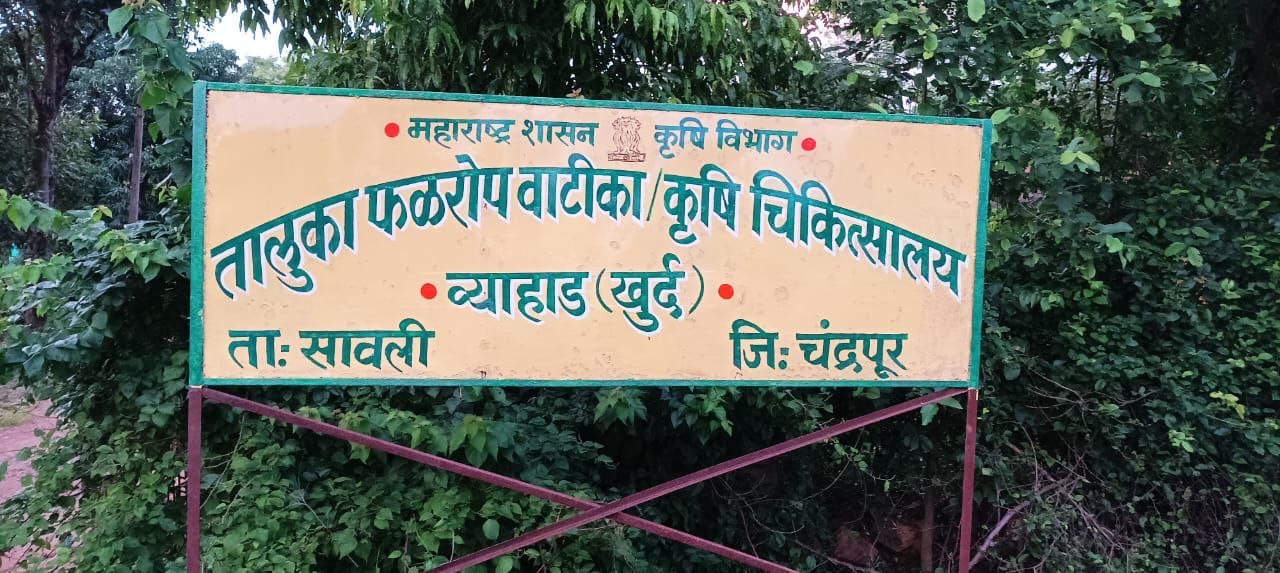 • महाराष्ट्र शासन कृषि विभाग •
तालुका फळरोप वाटीका/कृषि चिकित्सालय
• व्याहाड (खुर्द) •
ता: सावली जि: चंद्रपूर